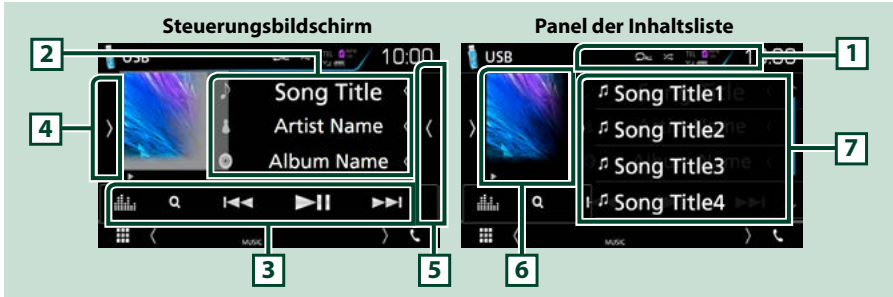 Steuerungsbildschirm
Panel der Inhaltsliste
2
1
USB
10:00
USB
Song Title
Artist Name
Album Name
4
Song Title1
Song Title2
Song Title3
Song Title4
7
MUSIC
MUSIC
3
5
6